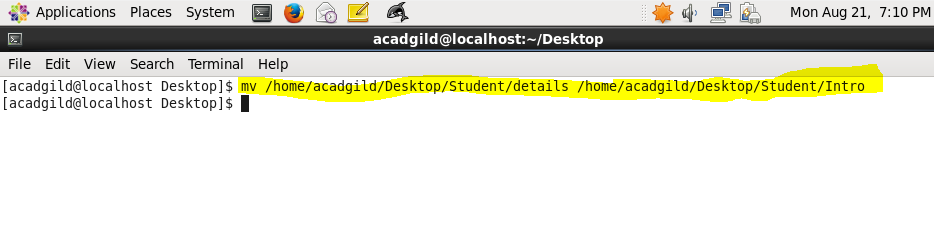 Applications Places System Mon Aug 21, 7:10 PM
acadgild@localhost:~/Desktop
File Edit View Search Terminal Help
[acadgild@localhost Desktop]$ mv /home/acadgild/Desktop/Student/details /home/acadgild/Desktop/Student/Intro
[acadgild@localhost Desktop]$